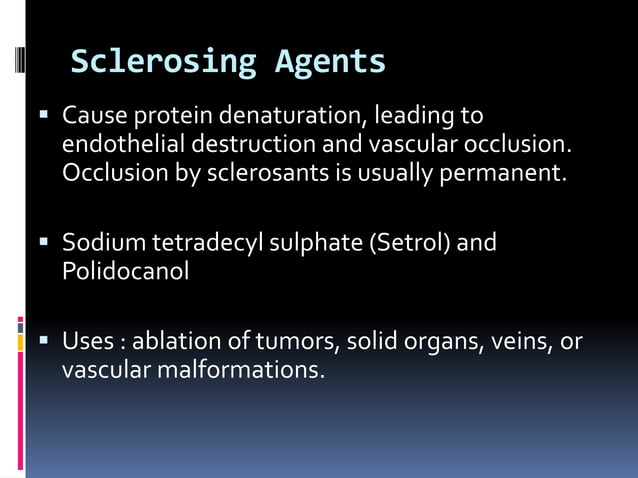 Sclerosing Agents
▪ Cause protein denaturation, leading to
endothelial destruction and vascular occlusion.
Occlusion by sclerosants is usually permanent.
▪ Sodium tetradecyl sulphate (Setrol) and
Polidocanol
▪ Uses : ablation of tumors, solid organs, veins, or
vascular malformations.